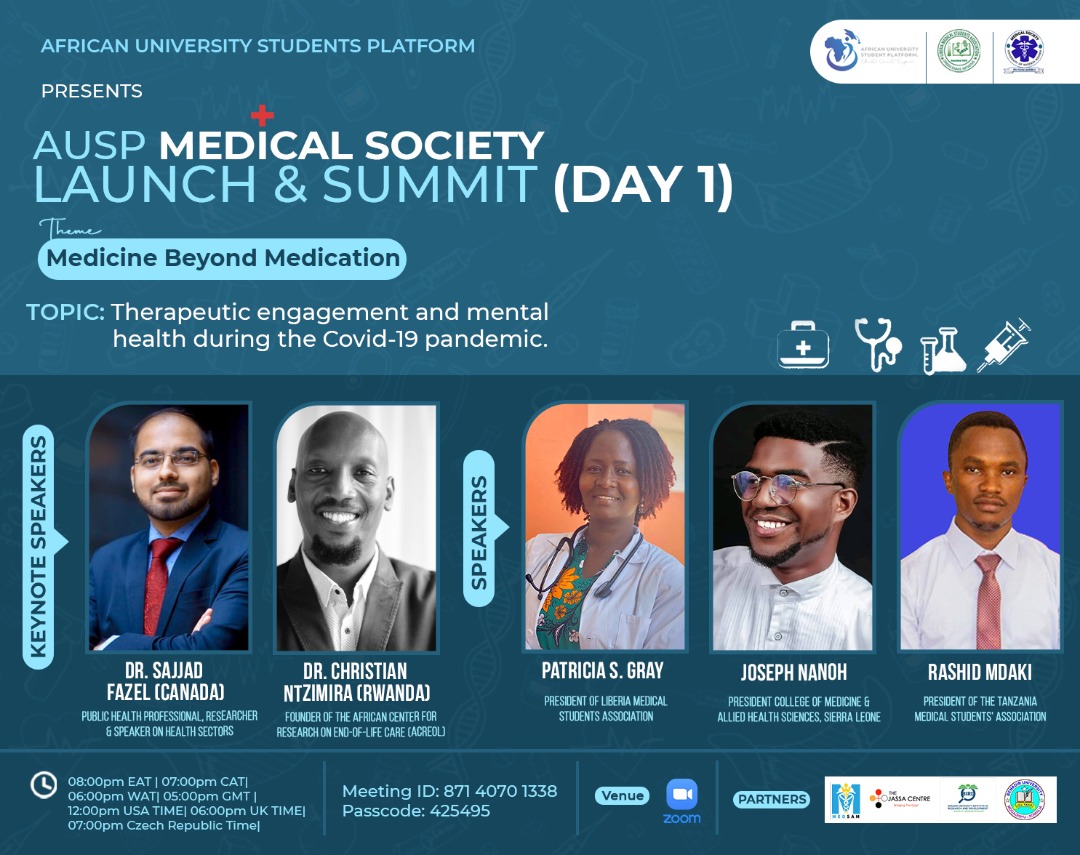 AFRICAN UNIVERSITY STUDENTS PLATFORM
AFRICAN UNIVERSITY
STUDENT PLATFORM.
PRESENTS
AUSP MEDICAL SOCIETY
LAUNCH & SUMMIT (DAY 1)
Theme
Medicine Beyond Medication
TOPIC: Therapeutic engagement and mental
health during the Covid-19 pandemic.
KEYNOTE SPEAKERS
DR. SAJJAD
FAZEL (CANADA)
PUBLIC HEALTH PROFESSIONAL, RESEARCHER
& SPEAKER ON HEALTH SECTORS
DR. CHRISTIAN
NTZIMIRA (RWANDA)
FOUNDER OF THE AFRICAN CENTER FOR
RESEARCH ON END-OF-LIFE CARE (ACREOL)
SPEAKERS
PATRICIA S. GRAY
PRESIDENT OF LIBERIA MEDICAL
STUDENTS ASSOCIATION
JOSEPH NANOH
PRESIDENT COLLEGE OF MEDICINE &
ALLIED HEALTH SCIENCES, SIERRA LEONE
RASHID MDAKI
PRESIDENT OF THE TANZANIA
MEDICAL STUDENTS' ASSOCIATION
08:00pm EAT | 07:00pm CAT|
06:00pm WAT| 05:00pm GMT |
12:00pm USA TIME| 06:00pm UK TIME|
07:00pm Czech Republic Time|
Meeting ID: 871 4070 1338
Passcode: 425495
Venue
zoom
PARTNERS
MEDSAN
THE
JASSA CENTRE